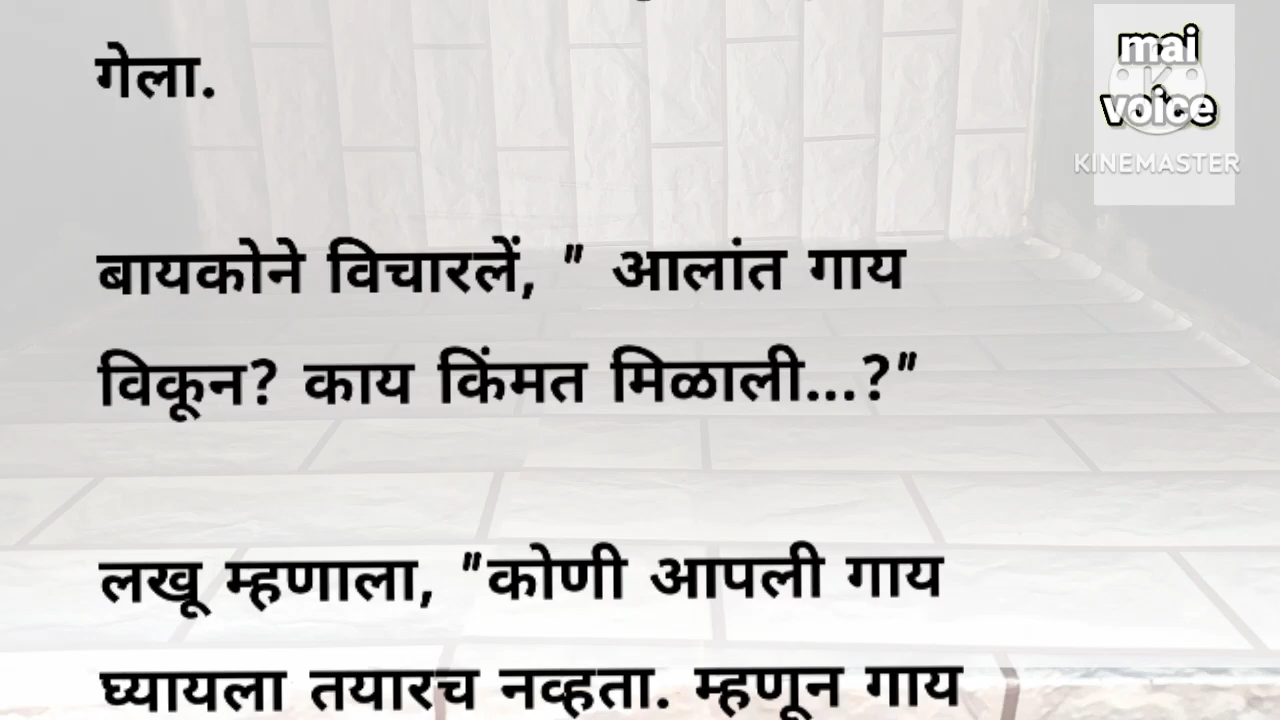 गेला.
mai
voice
KINEMASTER
बायकोने विचारलें, " आलांत गाय
विकून? काय किंमत मिळाली...?"
लखू म्हणाला, "कोणी आपली गाय
घ्यायला तयारच नव्हता. म्हणून गाय